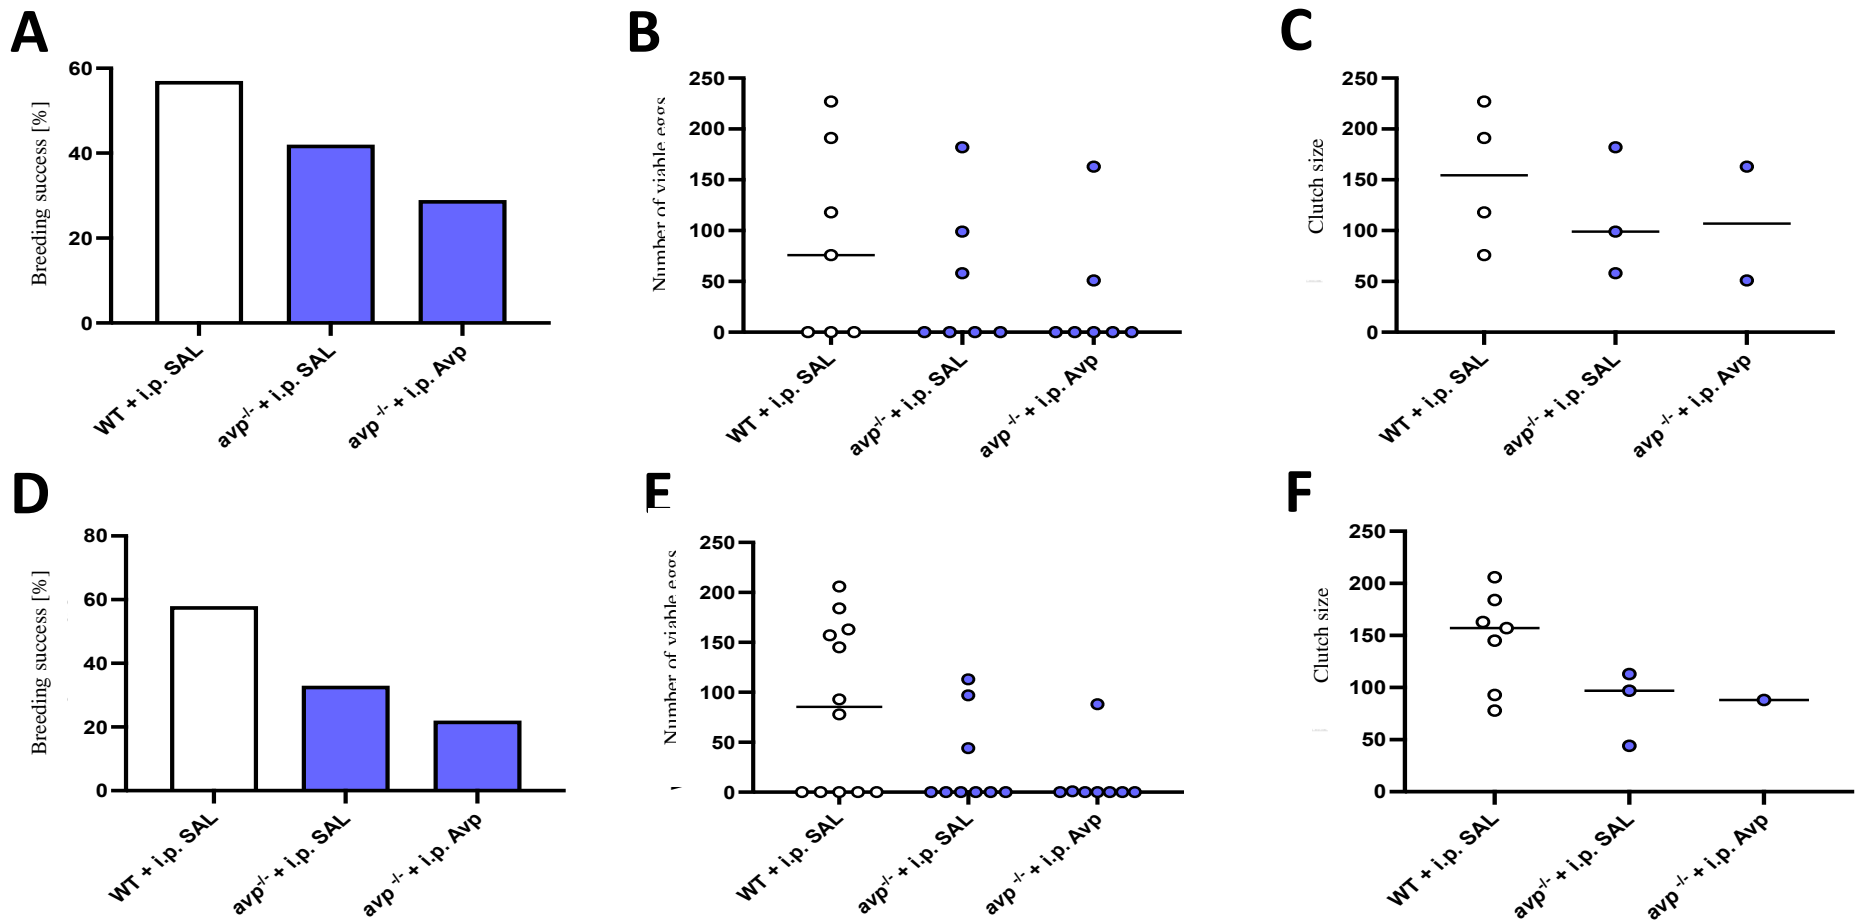 A
Breeding success [%]
60
40
20
0
WT + i.p. SAL
avp-/- + i.p. SAL
avp -/- + i.p. Avp
B
Number of viable eggs
250
200
150
100
50
0
WT + i.p. SAL
avp-/- + i.p. SAL
avp -/- + i.p. Avp
C
Clutch size
250
200
150
100
50
0
WT + i.p. SAL
avp-/- + i.p. SAL
avp -/- + i.p. Avp
D
Breeding success [%]
80
60
40
20
0
WT + i.p. SAL
avp-/- + i.p. SAL
avp -/- + i.p. Avp
E
Number of viable eggs
250
200
150
100
50
0
WT + i.p. SAL
avp-/- + i.p. SAL
avp -/- + i.p. Avp
F
Clutch size
250
200
150
100
50
0
WT + i.p. SAL
avp-/- + i.p. SAL
avp -/- + i.p. Avp